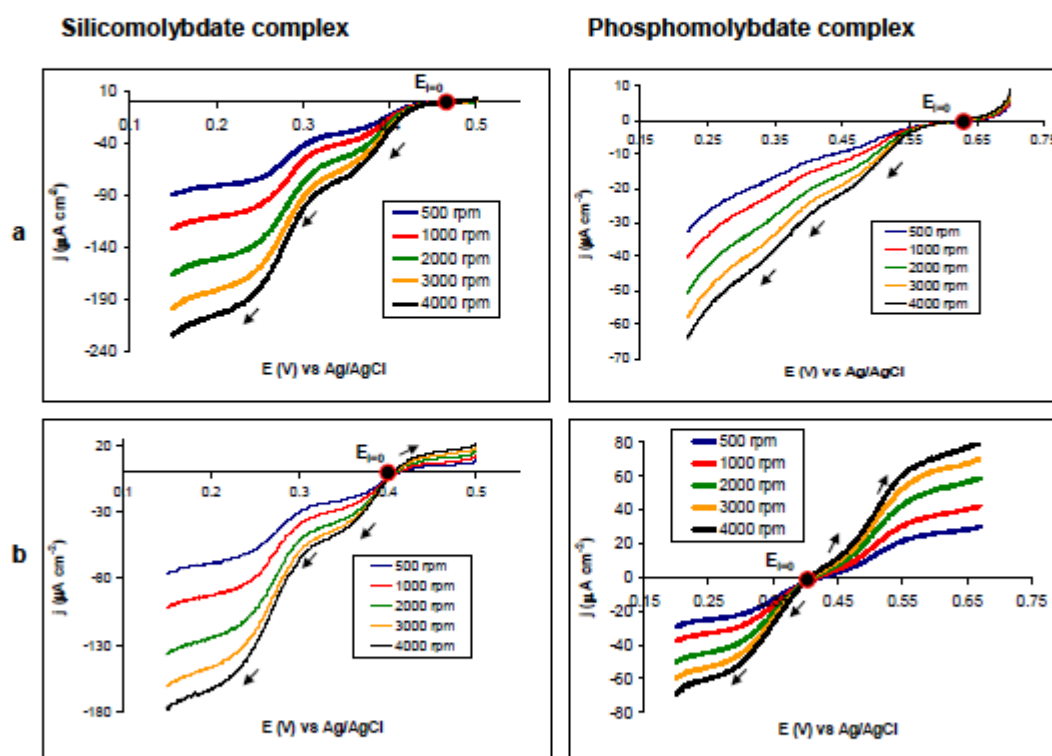 Silicomolybdate complex
Phosphomolybdate complex
a
E i=0
10
0.1 0.2 0.3 0.5
-40
-90
-140
-190
-240
j (µA cm⁻²)
500 rpm
1000 rpm
2000 rpm
3000 rpm
4000 rpm
E (V) vs Ag/AgCl
E i=0
10
0
0.15 0.25 0.35 0.45 0.55 0.65 0.75
-10
-20
-30
-40
-50
-60
-70
j (µA cm⁻²)
500 rpm
1000 rpm
2000 rpm
3000 rpm
4000 rpm
E (V) vs Ag/AgCl
b
E i=0
20
0.1 0.2 0.3 0.4 0.5
-30
-80
-130
-180
j (µA cm⁻²)
500 rpm
1000 rpm
2000 rpm
3000 rpm
4000 rpm
E (V) vs Ag/AgCl
80
60
40
20
0
-20
-40
-60
-80
j (µA cm⁻²)
500 rpm
1000 rpm
2000 rpm
3000 rpm
4000 rpm
E i=0
0.15 0.25 0.35 0.45 0.55 0.65 0.75
E (V) vs Ag/AgCl